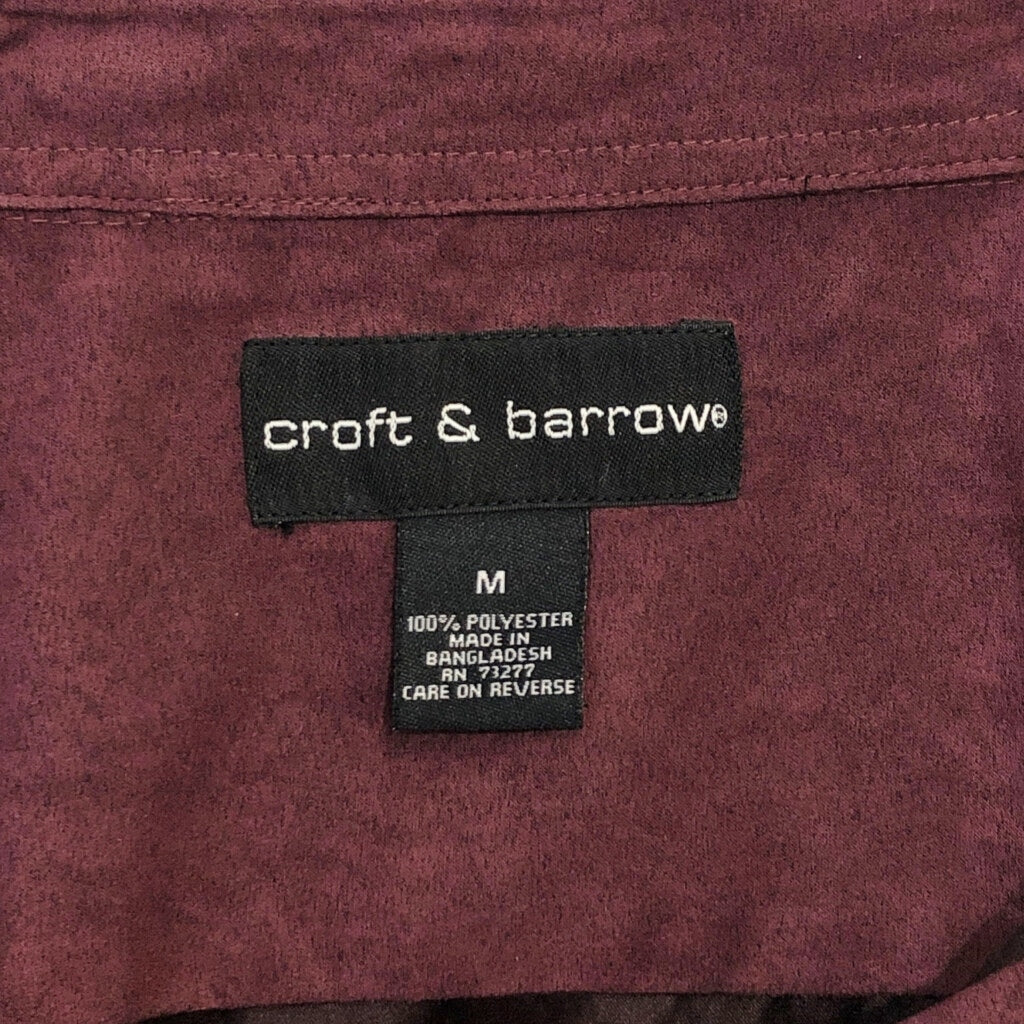 croft & barrow®
M
100% POLYESTER
MADE IN
BANGLADESH
RN 73277
CARE ON REVERSE